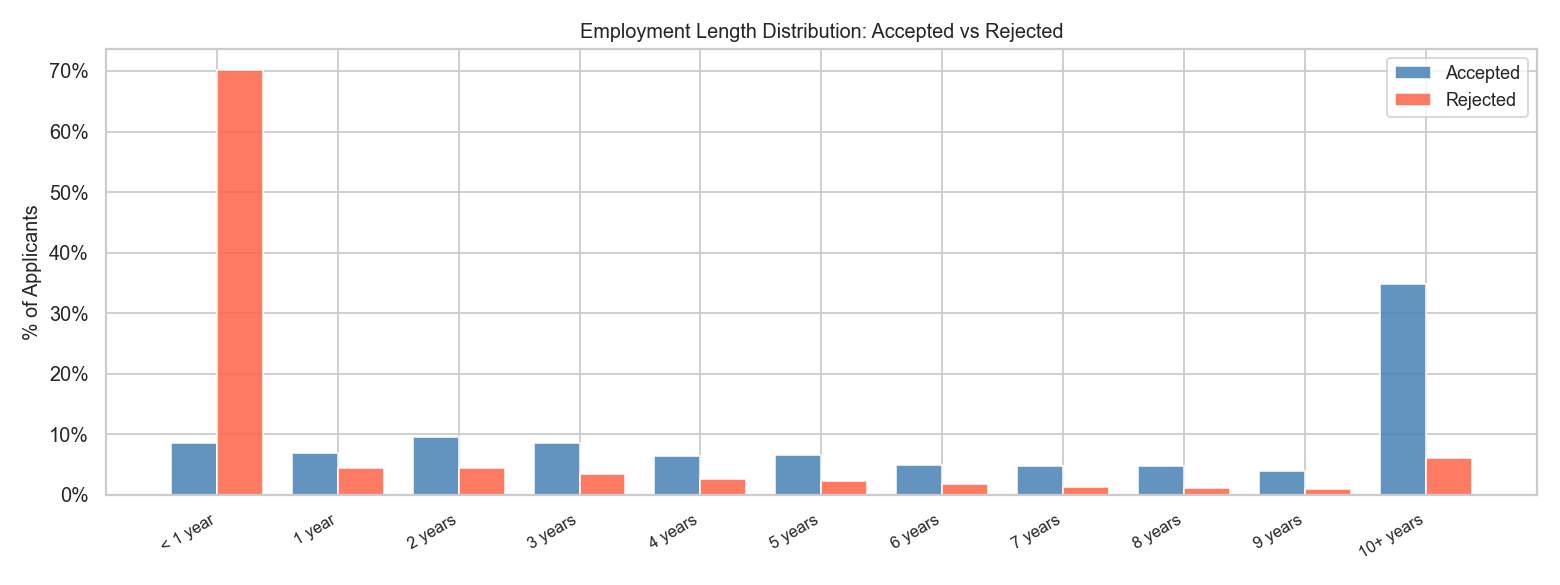 Employment Length Distribution: Accepted vs Rejected
Accepted
Rejected
% of Applicants
70%
60%
50%
40%
30%
20%
10%
0%
< 1 year
1 year
2 years
3 years
4 years
5 years
6 years
7 years
8 years
9 years
10+ years